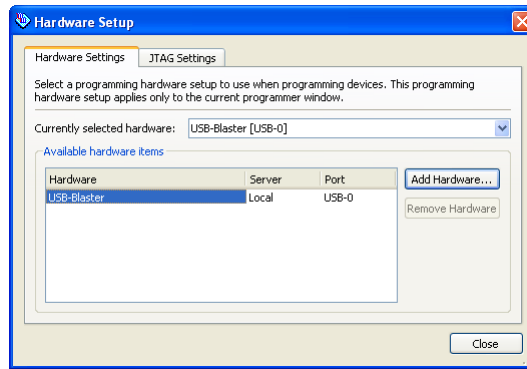 Hardware Setup
Hardware Settings
JTAG Settings
Select a programming hardware setup to use when programming devices. This programming
hardware setup applies only to the current programmer window.
Currently selected hardware:
USB-Blaster [USB-0]
Available hardware items
Hardware Server Port
USB-Blaster Local USB-0
Add Hardware...
Remove Hardware
Close